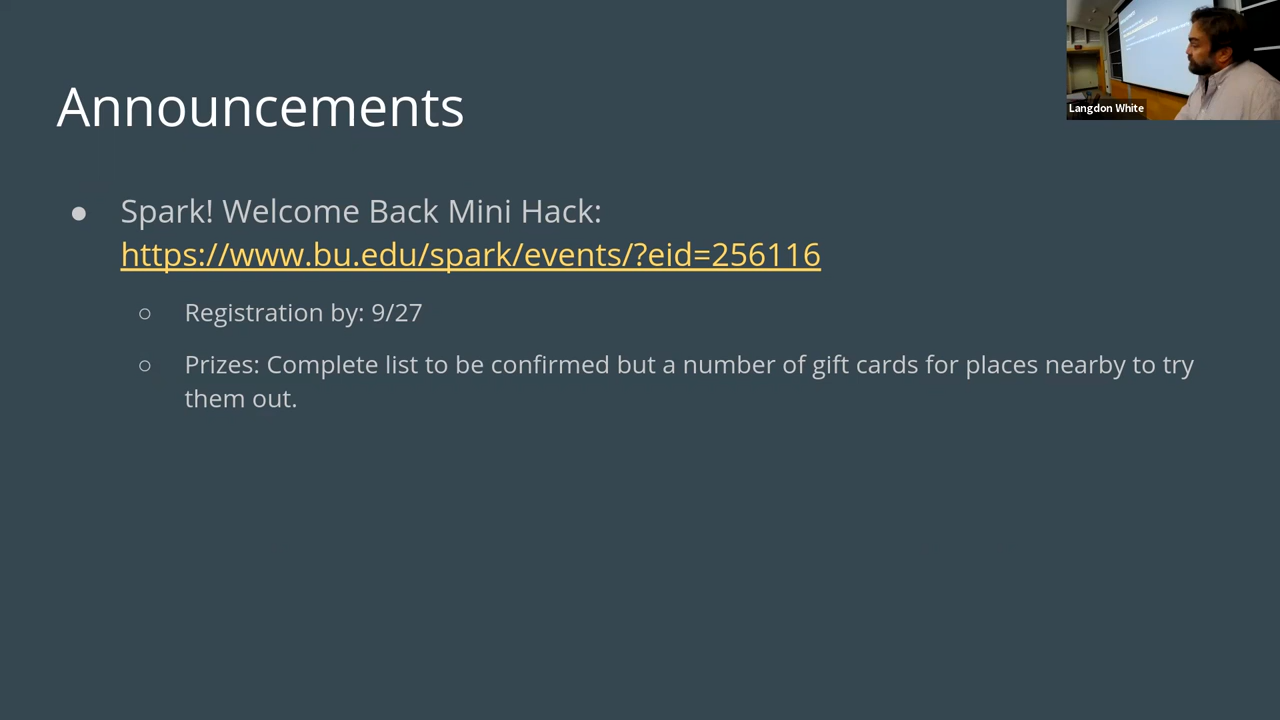 Announcements
● Spark! Welcome Back Mini Hack:
https://www.bu.edu/spark/events/?eid=256116
○ Registration by: 9/27
○ Prizes: Complete list to be confirmed but a number of gift cards for places nearby to try
them out.
Langdon White